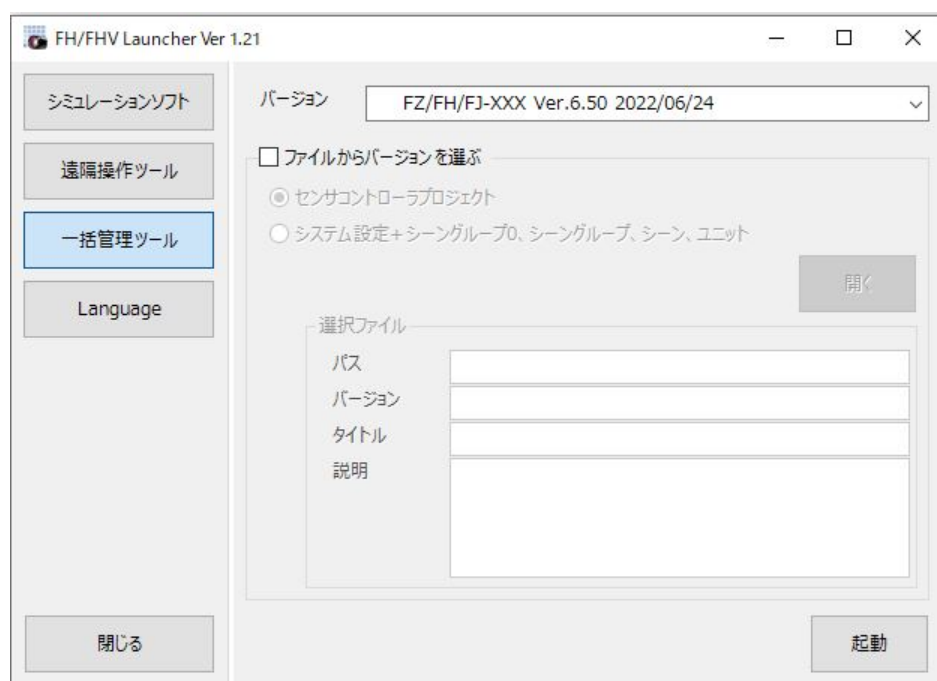 FH/FHV Launcher Ver 1.21
シミュレーションソフト
遠隔操作ツール
一括管理ツール
Language
閉じる
バージョン
FZ/FH/FJ-XXX Ver.6.50 2022/06/24
ファイルからバージョンを選ぶ
センサコントローラプロジェクト
システム設定+シーングループ0、シーングループ、シーン、ユニット
開く
選択ファイル
パス
バージョン
タイトル
説明
起動